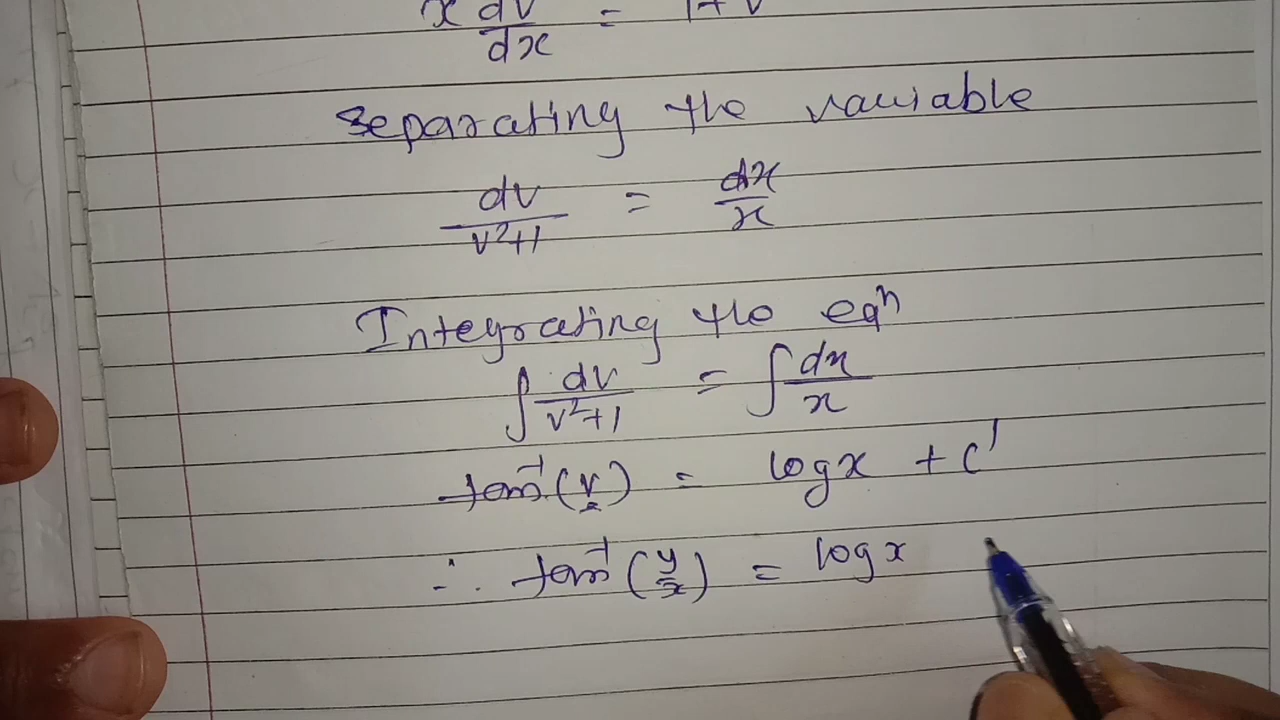 x dv/dx = 1+v
Separating the variable
dv/v²+1 = dx/x
Integrating the eqⁿ
∫ dv/v²+1 = ∫ dx/x
tan⁻¹(v) = log x + c'
∴ tan⁻¹(y/x) = log x